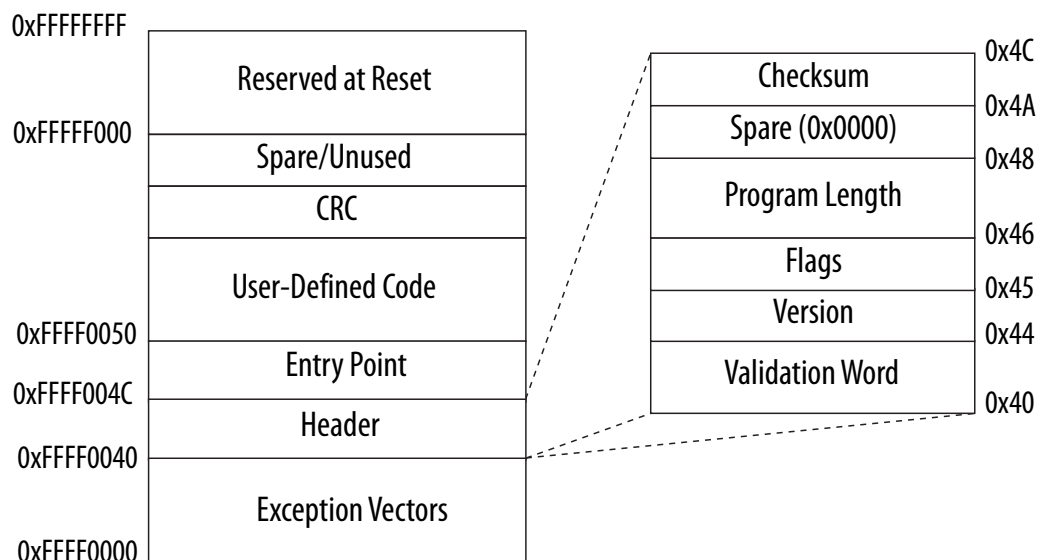 0xFFFFFFFF
Reserved at Reset
0xFFFFF000
Spare/Unused
CRC
User-Defined Code
0xFFFF0050
Entry Point
0xFFFF004C
Header
0xFFFF0040
Exception Vectors
0xFFFF0000
0x4C
Checksum
0x4A
Spare (0x0000)
0x48
Program Length
0x46
Flags
0x45
Version
0x44
Validation Word
0x40